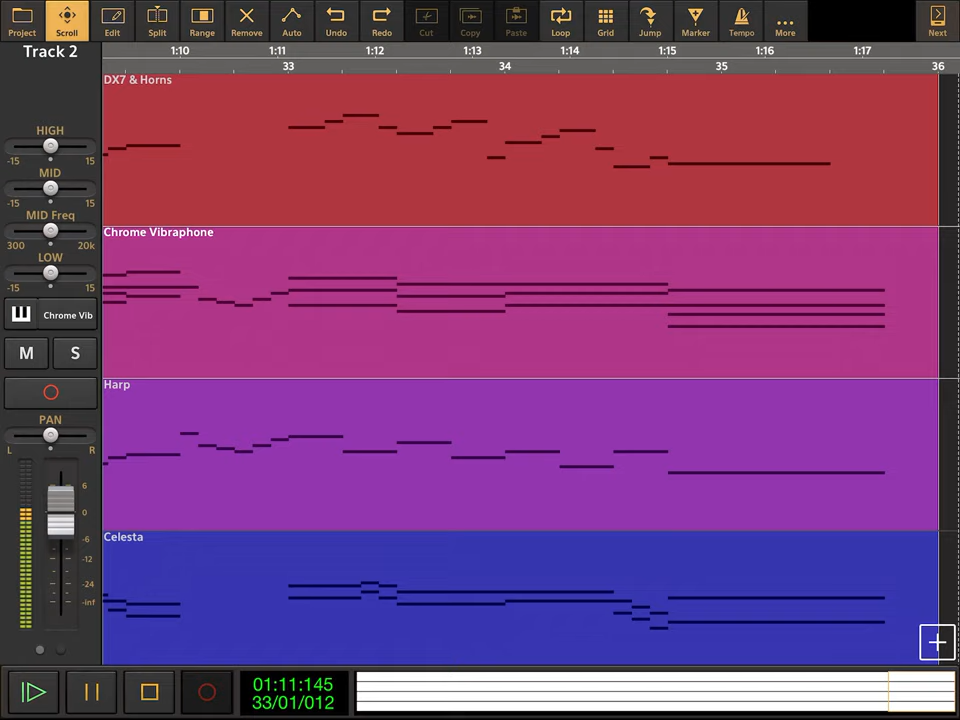 Project Scroll Edit Split Range Remove Auto Undo Redo Cut Copy Paste Loop Grid Jump Marker Tempo More Next
Track 2
1:10 1:11 1:12 1:13 1:14 1:15 1:16 1:17
33 34 35 36
DX7 & Horns
HIGH
-15 15
MID
-15 15
MID Freq
300 20k
LOW
-15 15
Chrome Vibraphone
Chrome Vib
M S
Harp
PAN
L R
6
0
-6
-12
-24
-inf
Celesta
01:11:145
33/01/012